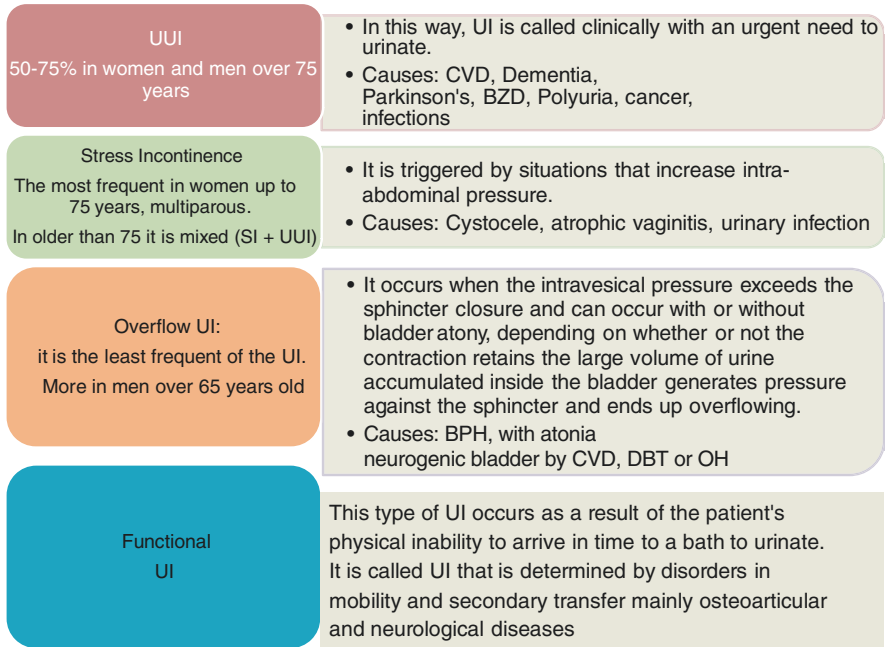 UUI
50-75% in women and men over 75
years
• In this way, UI is called clinically with an urgent need to
urinate.
• Causes: CVD, Dementia,
Parkinson's, BZD, Polyuria, cancer,
infections
Stress Incontinence
The most frequent in women up to
75 years, multiparous.
In older than 75 it is mixed (SI + UUI)
• It is triggered by situations that increase intra-
abdominal pressure.
• Causes: Cystocele, atrophic vaginitis, urinary infection
Overflow UI:
it is the least frequent of the UI.
More in men over 65 years old
• It occurs when the intravesical pressure exceeds the
sphincter closure and can occur with or without
bladder atony, depending on whether or not the
contraction retains the large volume of urine
accumulated inside the bladder generates pressure
against the sphincter and ends up overflowing.
• Causes: BPH, with atonia
neurogenic bladder by CVD, DBT or OH
Functional
UI
This type of UI occurs as a result of the patient's
physical inability to arrive in time to a bath to urinate.
It is called UI that is determined by disorders in
mobility and secondary transfer mainly osteoarticular
and neurological diseases